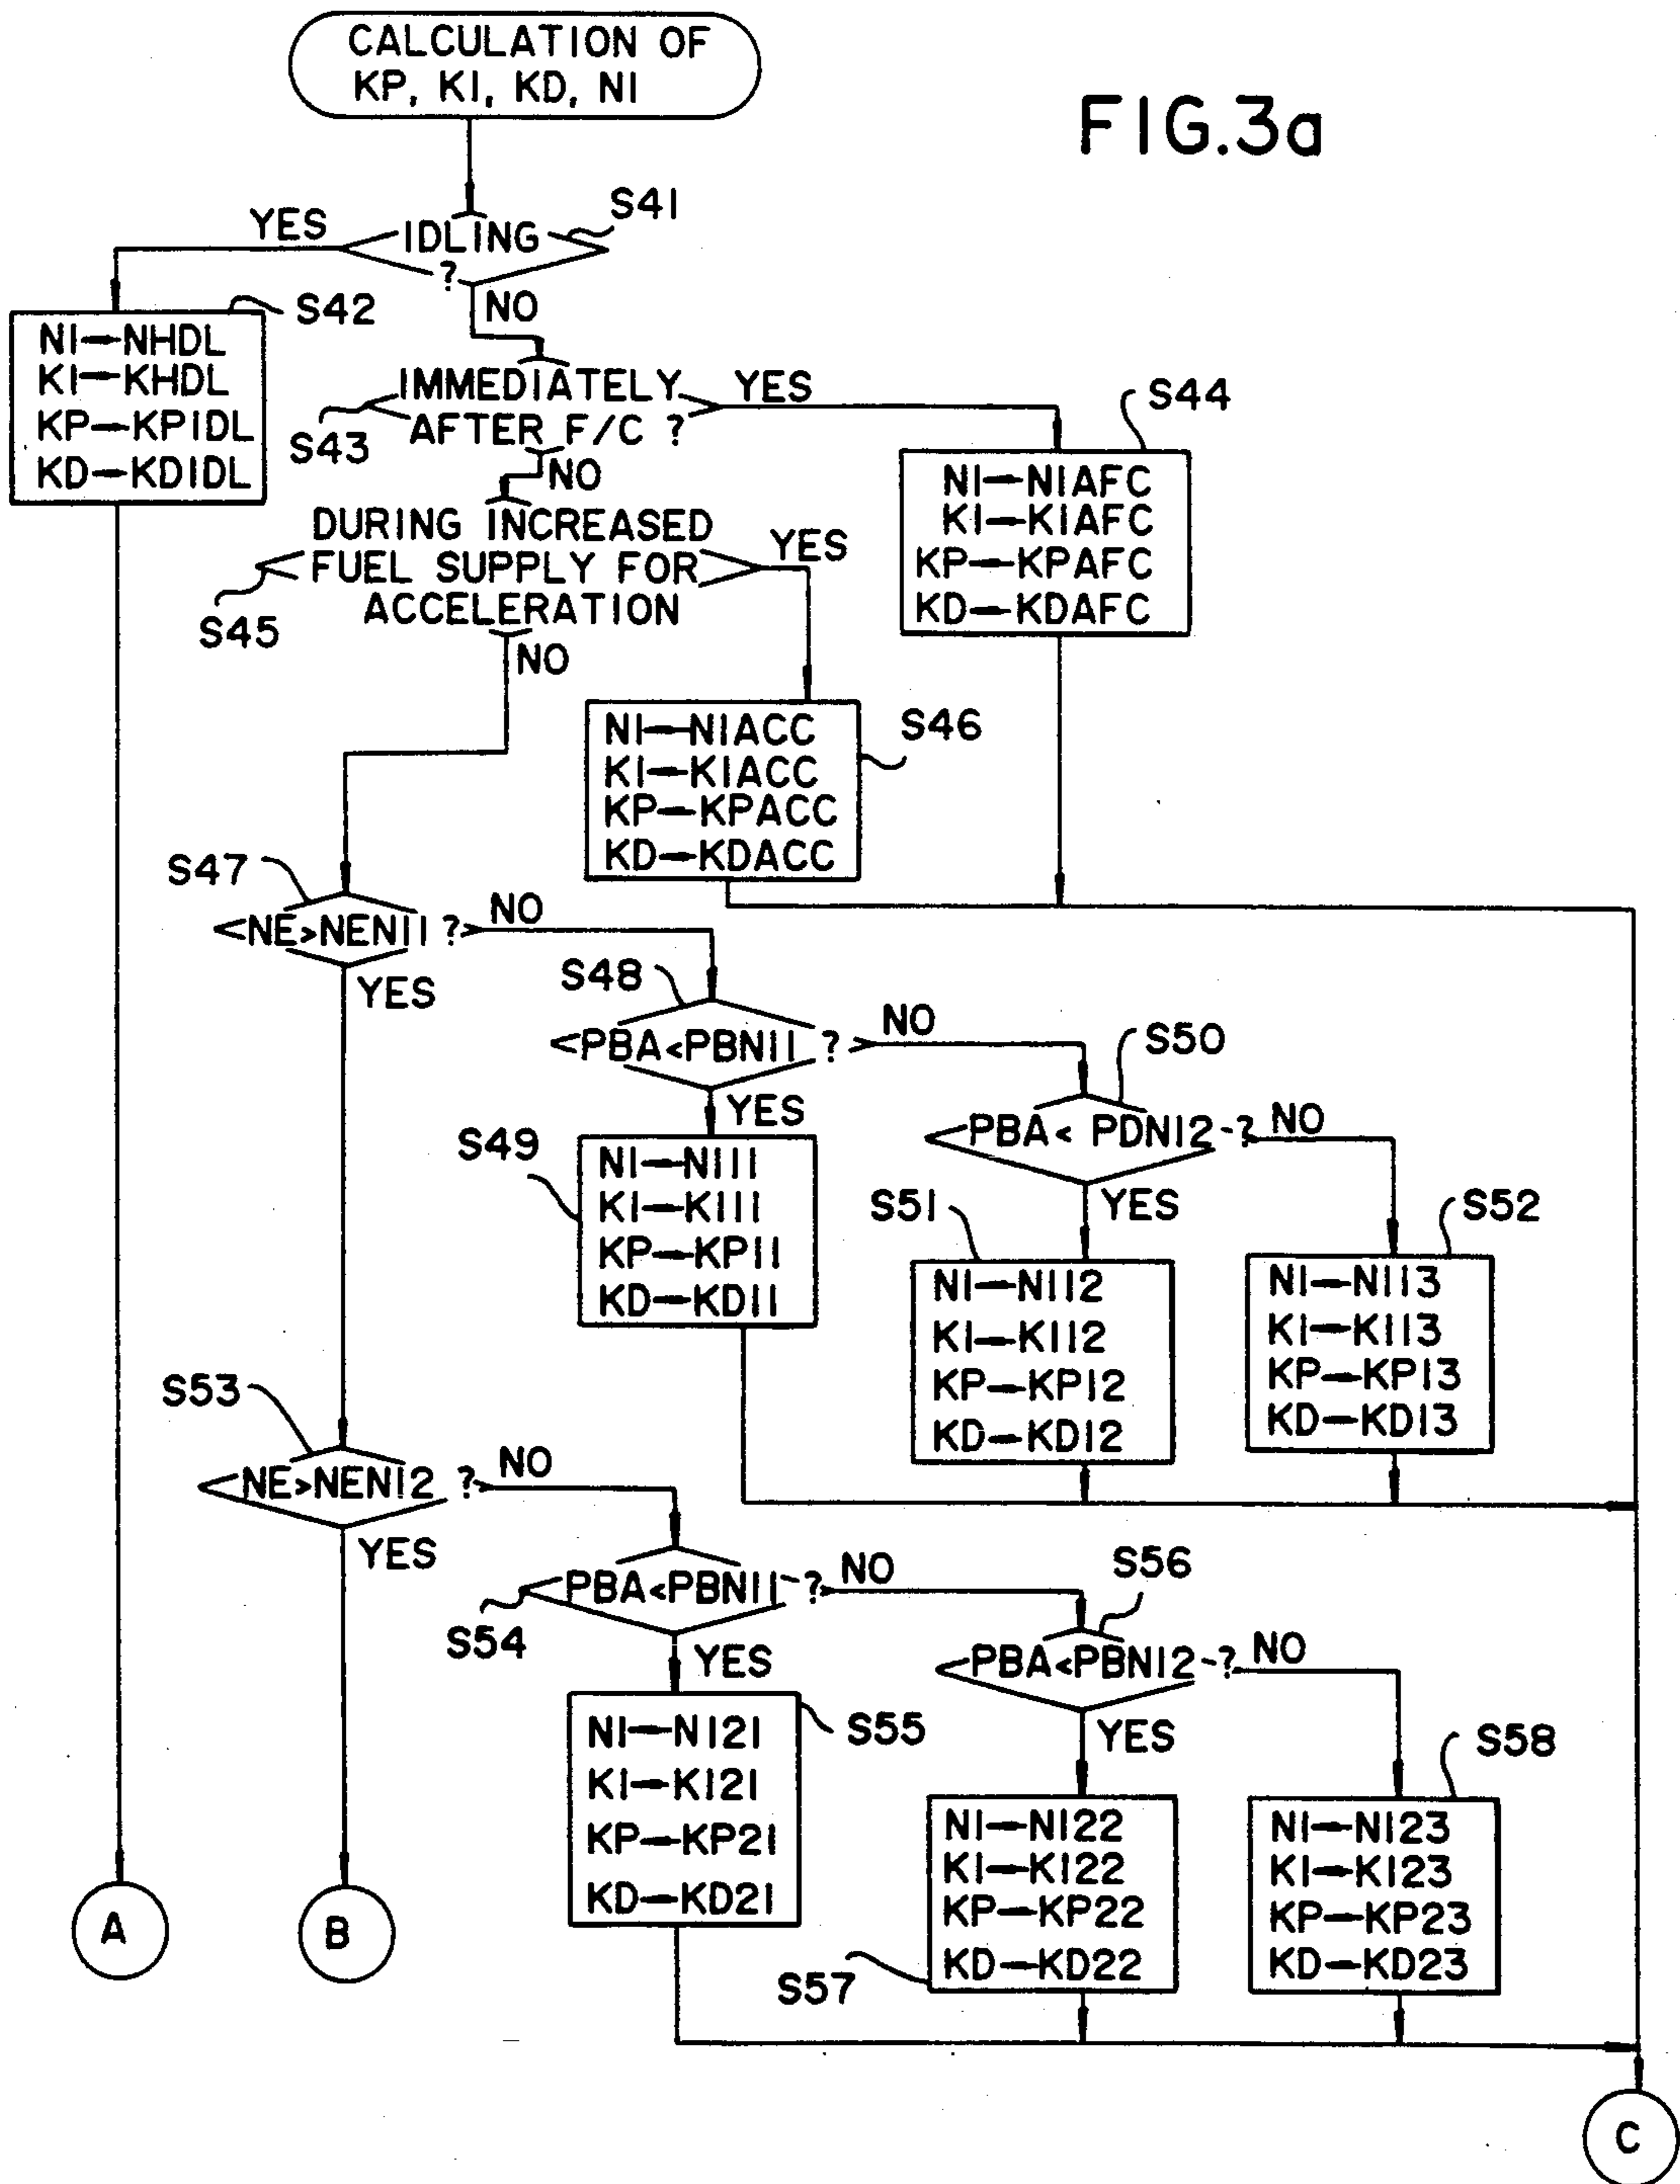 CALCULATION OF
KP, KI, KD, NI
FIG.3a
S41
YES
IDLING
?
NO
S42
NI←NHDL
KI←KHDL
KP←KPIDL
KD←KDIDL
IMMEDIATELY
AFTER F/C ?
YES
S43
NO
S44
NI←NIAFC
KI←KIAFC
KP←KPAFC
KD←KDAFC
DURING INCREASED
FUEL SUPPLY FOR
ACCELERATION
YES
S45
NO
S46
NI←NIACC
KI←KIACC
KP←KPACC
KD←KDACC
S47
NE>NENI1 ?
NO
YES
S48
PBA<PBNI1 ?
NO
YES
S49
NI←NI11
KI←KI11
KP←KP11
KD←KD11
S50
PBA< PDNI2 ?
NO
YES
S51
NI←NI12
KI←KI12
KP←KP12
KD←KD12
S52
NI←NI13
KI←KI13
KP←KP13
KD←KD13
S53
NE>NENI2 ?
NO
YES
S54
PBA<PBNI1 ?
NO
YES
S55
NI←NI21
KI←KI21
KP←KP21
KD←KD21
S56
PBA<PBNI2 ?
NO
YES
S57
NI←NI22
KI←KI22
KP←KP22
KD←KD22
S58
NI←NI23
KI←KI23
KP←KP23
KD←KD23
A
B
C